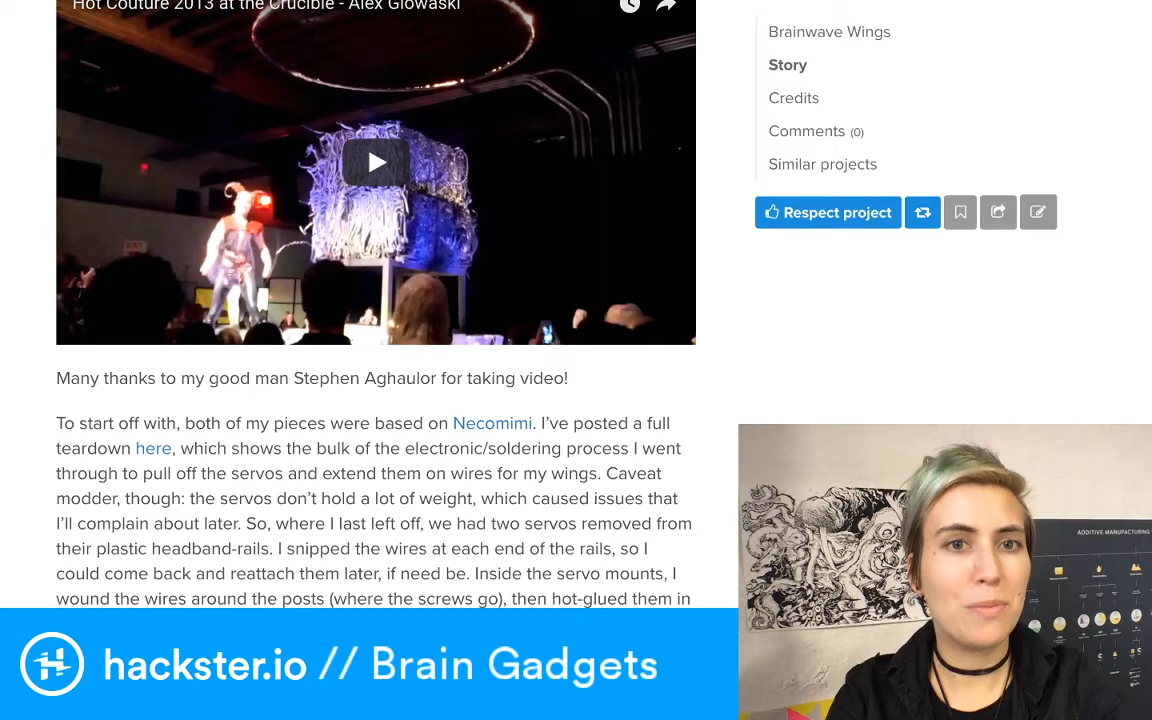 Hot Couture 2013 at the Crucible - Alex Glowaski
Brainwave Wings
Story
Credits
Comments (0)
Similar projects
Respect project
EXIT
Many thanks to my good man Stephen Aghaulor for taking video!
To start off with, both of my pieces were based on Necomimi. I’ve posted a full
teardown here, which shows the bulk of the electronic/soldering process I went
through to pull off the servos and extend them on wires for my wings. Caveat
modder, though: the servos don’t hold a lot of weight, which caused issues that
I’ll complain about later. So, where I last left off, we had two servos removed from
their plastic headband-rails. I snipped the wires at each end of the rails, so I
could come back and reattach them later, if need be. Inside the servo mounts, I
wound the wires around the posts (where the screws go), then hot-glued them in
ADDITIVE MANUFACTURING
hackster.io // Brain Gadgets